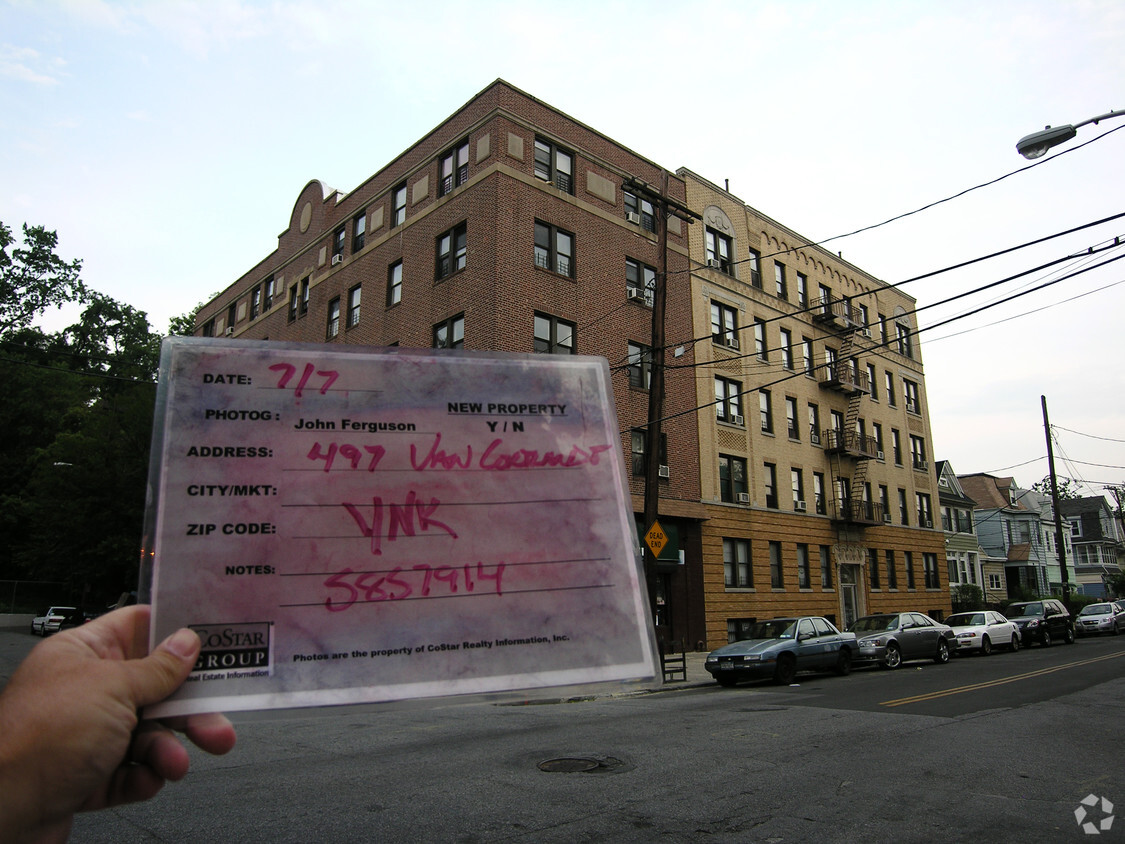 DATE: 7/7
PHOTOG: John Ferguson
NEW PROPERTY
Y / N
ADDRESS: 497 VAN CORTLANDT
CITY/MKT: YNK
ZIP CODE:
NOTES: 5857914
COSTAR
GROUP
Real Estate Information
Photos are the property of CoStar Realty Information, Inc.
DEAD
END